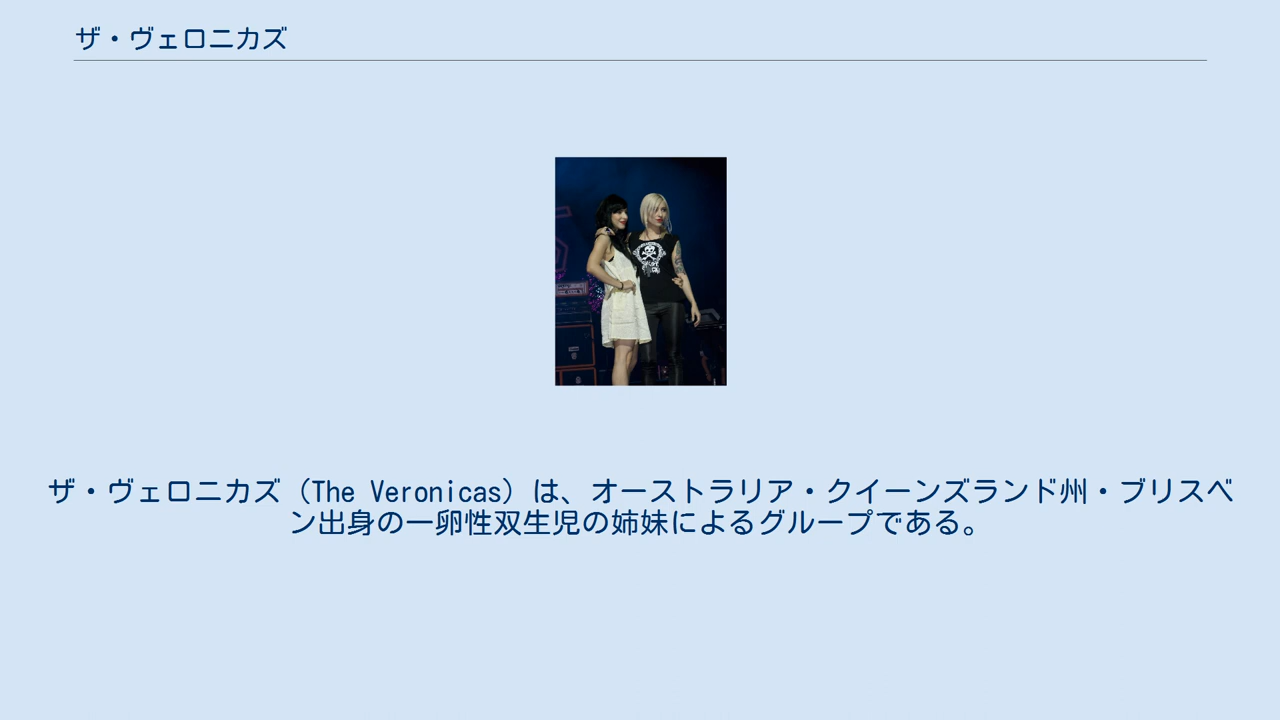 ザ・ヴェロニカズ
ザ・ヴェロニカズ（The Veronicas）は、オーストラリア・クイーンズランド州・ブリスベ
ン出身の一卵性双生児の姉妹によるグループである。